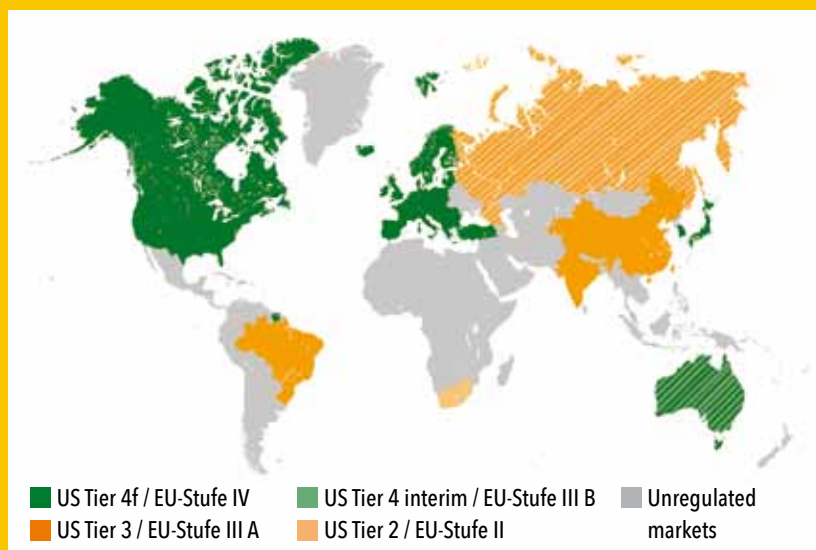 US Tier 4f / EU-Stufe IV
US Tier 4 interim / EU-Stufe III B
Unregulated
US Tier 3 / EU-Stufe III A
US Tier 2 / EU-Stufe II
markets